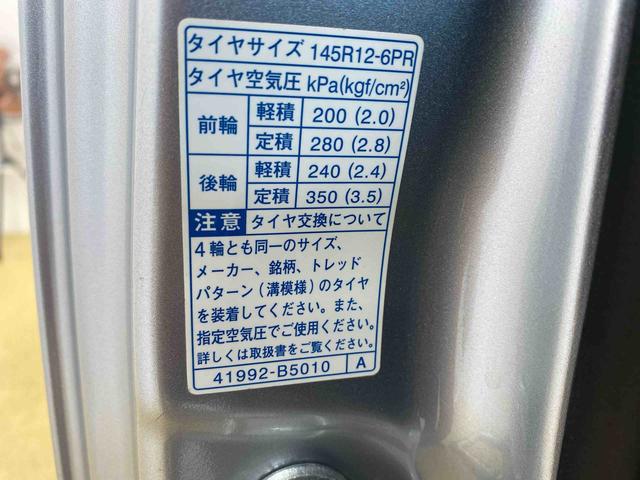 タイヤサイズ 145R12-6PR
タイヤ空気圧 kPa(kgf/cm²)
前輪 軽積 200 (2.0)
定積 280 (2.8)
後輪 軽積 240 (2.4)
定積 350 (3.5)
注意 タイヤ交換について
4輪とも同一のサイズ、
メーカー、銘柄、トレッド
パターン(溝模様)のタイヤ
を装着してください。また、
指定空気圧でご使用ください。
詳しくは取扱書をご覧ください。
41992-B5010 A